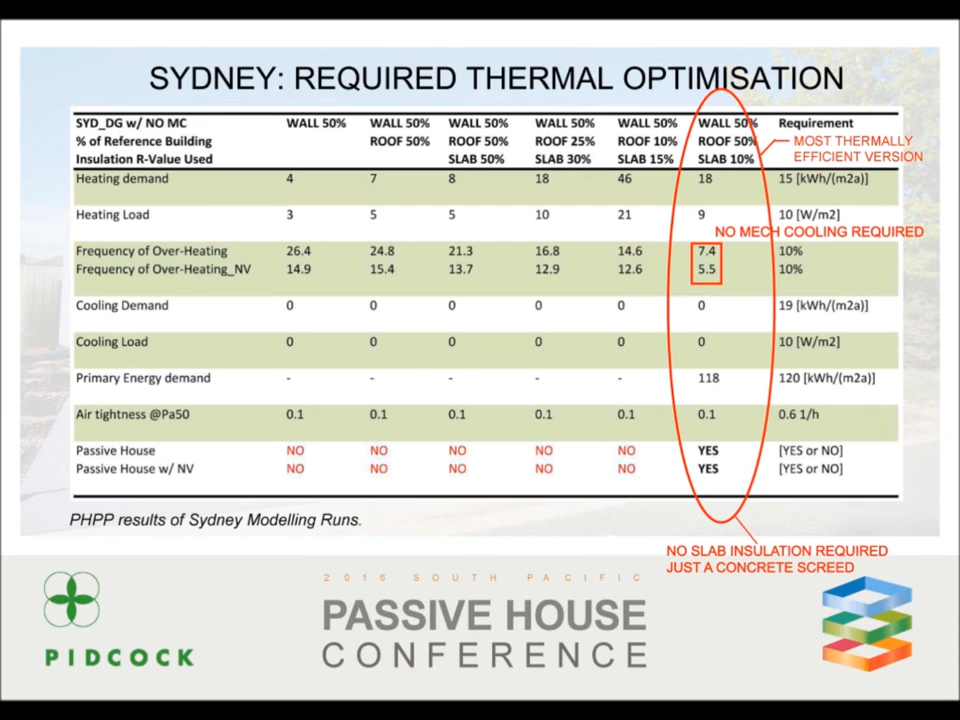 SYDNEY: REQUIRED THERMAL OPTIMISATION
SYD_DG w/ NO MC WALL 50% WALL 50% WALL 50% WALL 50% WALL 50% WALL 50% Requirement
% of Reference Building ROOF 50% ROOF 50% ROOF 25% ROOF 10% ROOF 50% MOST THERMALLY
Insulation R-Value Used SLAB 50% SLAB 30% SLAB 15% SLAB 10% EFFICIENT VERSION
Heating demand 4 7 8 18 46 18 15 [kWh/(m2a)]
Heating Load 3 5 5 10 21 9 10 [W/m2]
NO MECH COOLING REQUIRED
Frequency of Over-Heating 26.4 24.8 21.3 16.8 14.6 7.4 10%
Frequency of Over-Heating_NV 14.9 15.4 13.7 12.9 12.6 5.5 10%
Cooling Demand 0 0 0 0 0 0 19 [kWh/(m2a)]
Cooling Load 0 0 0 0 0 0 10 [W/m2]
Primary Energy demand - - - - - 118 120 [kWh/(m2a)]
Air tightness @Pa50 0.1 0.1 0.1 0.1 0.1 0.1 0.6 1/h
Passive House NO NO NO NO NO YES [YES or NO]
Passive House w/ NV NO NO NO NO NO YES [YES or NO]
PHPP results of Sydney Modelling Runs.
NO SLAB INSULATION REQUIRED
JUST A CONCRETE SCREED
2016 SOUTH PACIFIC
PASSIVE HOUSE
CONFERENCE
PIDCOCK